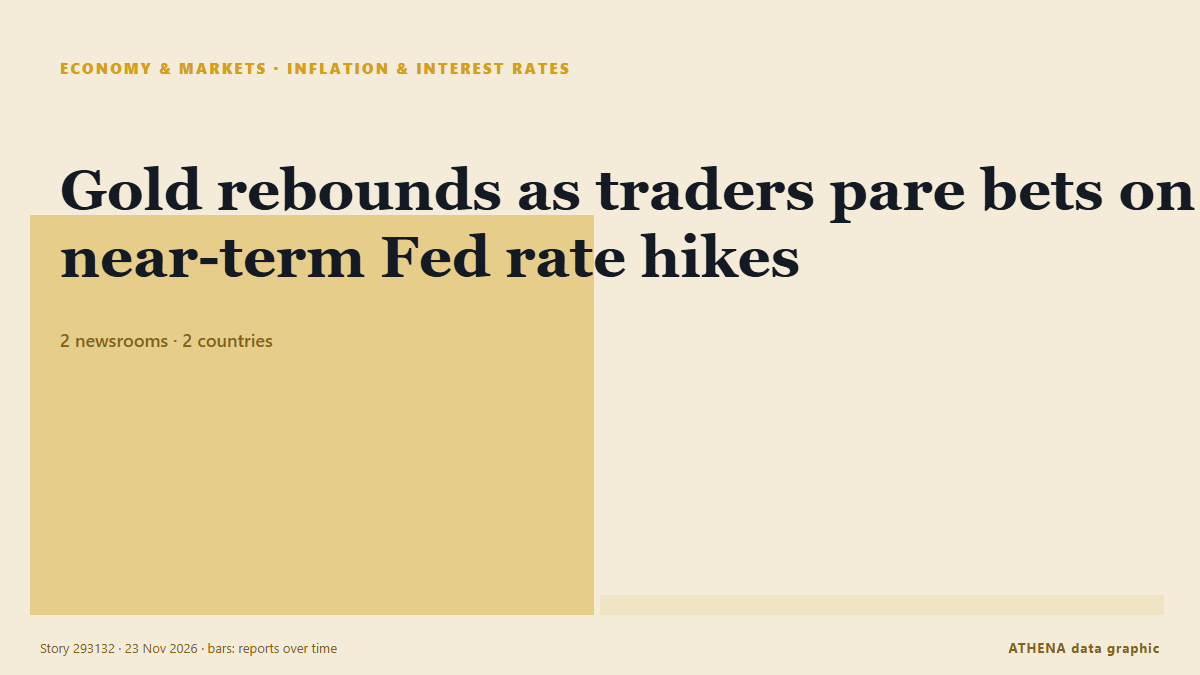 ECONOMY & MARKETS · INFLATION & INTEREST RATES
Gold rebounds as traders pare bets on
near-term Fed rate hikes
2 newsrooms · 2 countries
Story 293132 · 23 Nov 2026 · bars: reports over time
ATHENA data graphic